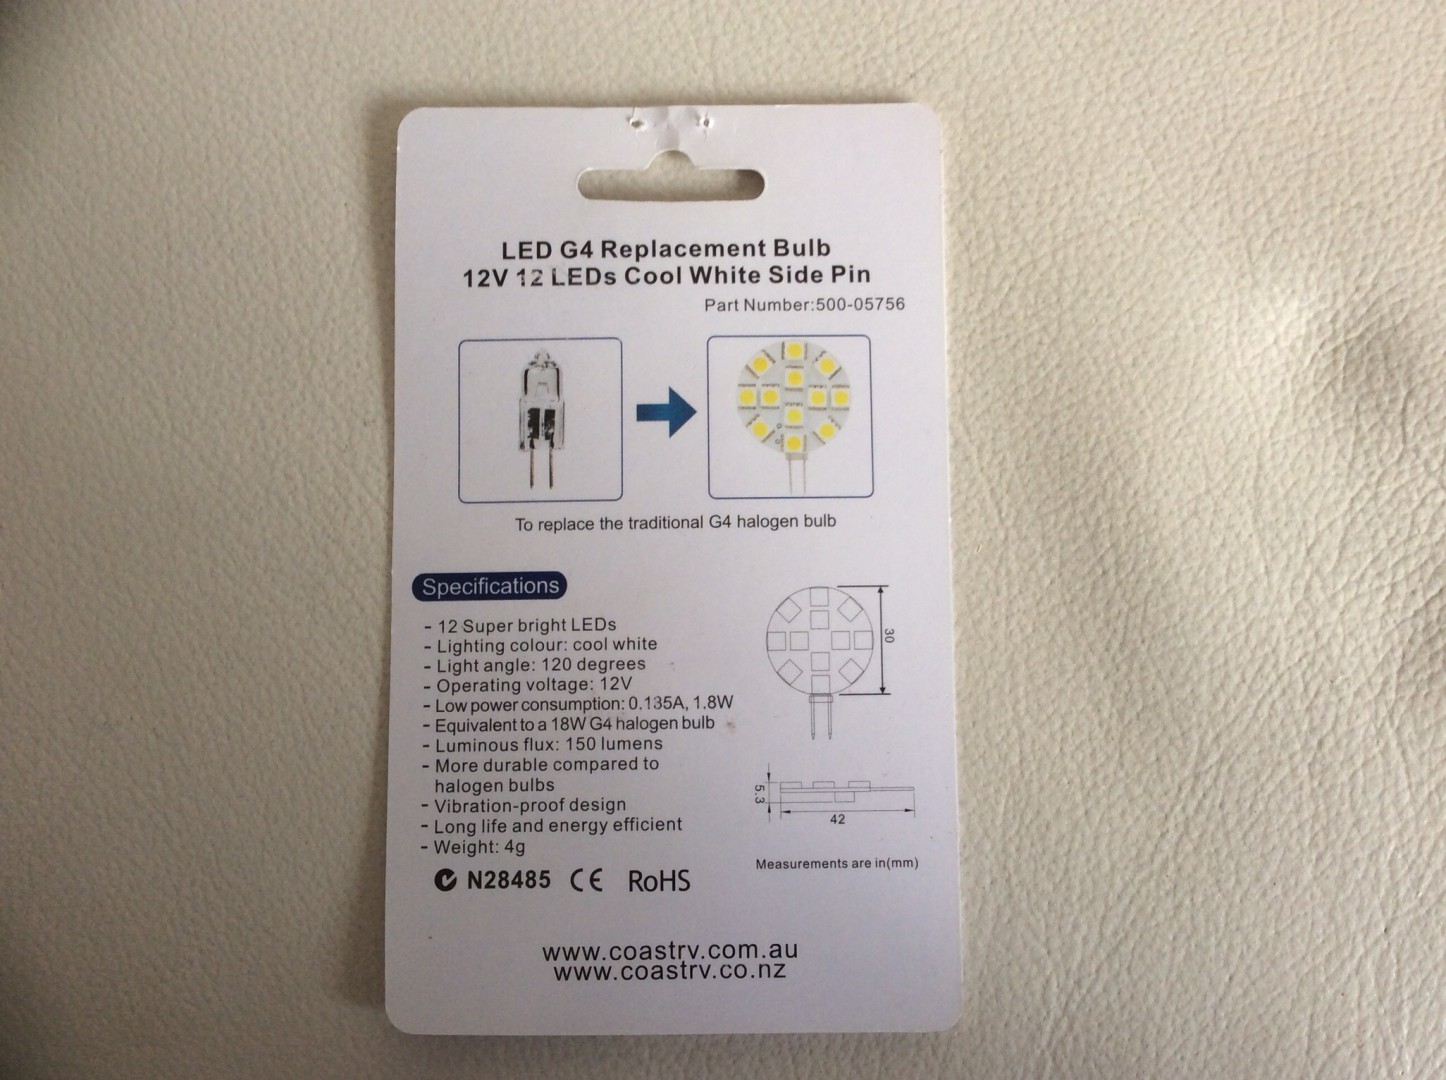 LED G4 Replacement Bulb
12V 12 LEDs Cool White Side Pin
Part Number:500-05756
To replace the traditional G4 halogen bulb
Specifications
- 12 Super bright LEDs
- Lighting colour: cool white
- Light angle: 120 degrees
- Operating voltage: 12V
- Low power consumption: 0.135A, 1.8W
- Equivalent to a 18W G4 halogen bulb
- Luminous flux: 150 lumens
- More durable compared to
halogen bulbs
- Vibration-proof design
- Long life and energy efficient
- Weight: 4g
30
5.3
42
Measurements are in(mm)
N28485 CE RoHS
www.coastrv.com.au
www.coastrv.co.nz